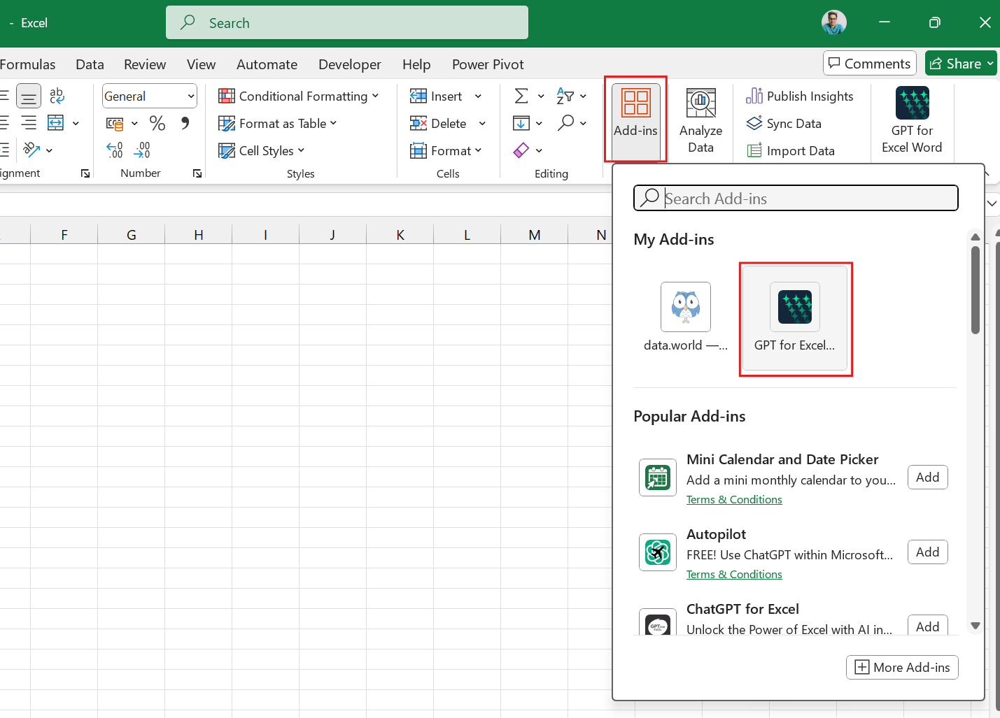 - Excel
Search
Formulas Data Review View Automate Developer Help Power Pivot
Comments Share
ab
General
Conditional Formatting
Format as Table
Cell Styles
Insert
Delete
Format
Add-ins
Analyze
Data
Publish Insights
Sync Data
Import Data
GPT for
Excel Word
ignment Number Styles Cells Editing
Search Add-ins
F G H I J K L M N
My Add-ins
data.world —...
GPT for Excel...
Popular Add-ins
Mini Calendar and Date Picker
Add a mini monthly calendar to you...
Add
Terms & Conditions
Autopilot
FREE! Use ChatGPT within Microsoft...
Add
Terms & Conditions
ChatGPT for Excel
Unlock the Power of Excel with AI in...
Add
More Add-ins